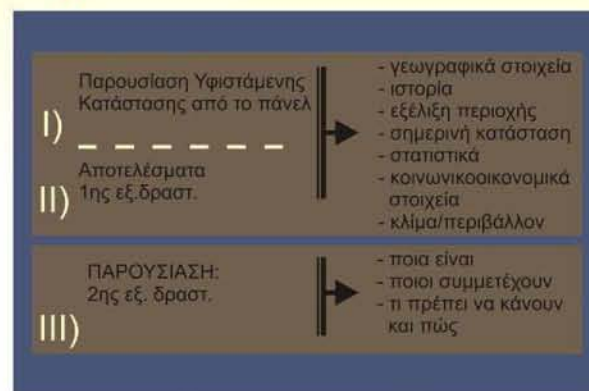 I)
Παρουσίαση Υφιστάμενης
Κατάστασης από το πάνελ
II)
Αποτελέσματα
1ης εξ.δραστ.
- γεωγραφικά στοιχεία
- ιστορία
- εξέλιξη περιοχής
- σημερινή κατάσταση
- στατιστικά
- κοινωνικοοικονομικά
στοιχεία
- κλίμα/περιβάλλον
III)
ΠΑΡΟΥΣΙΑΣΗ:
2ης εξ. δραστ.
- ποια είναι
- ποιοι συμμετέχουν
- τι πρέπει να κάνουν
και πώς